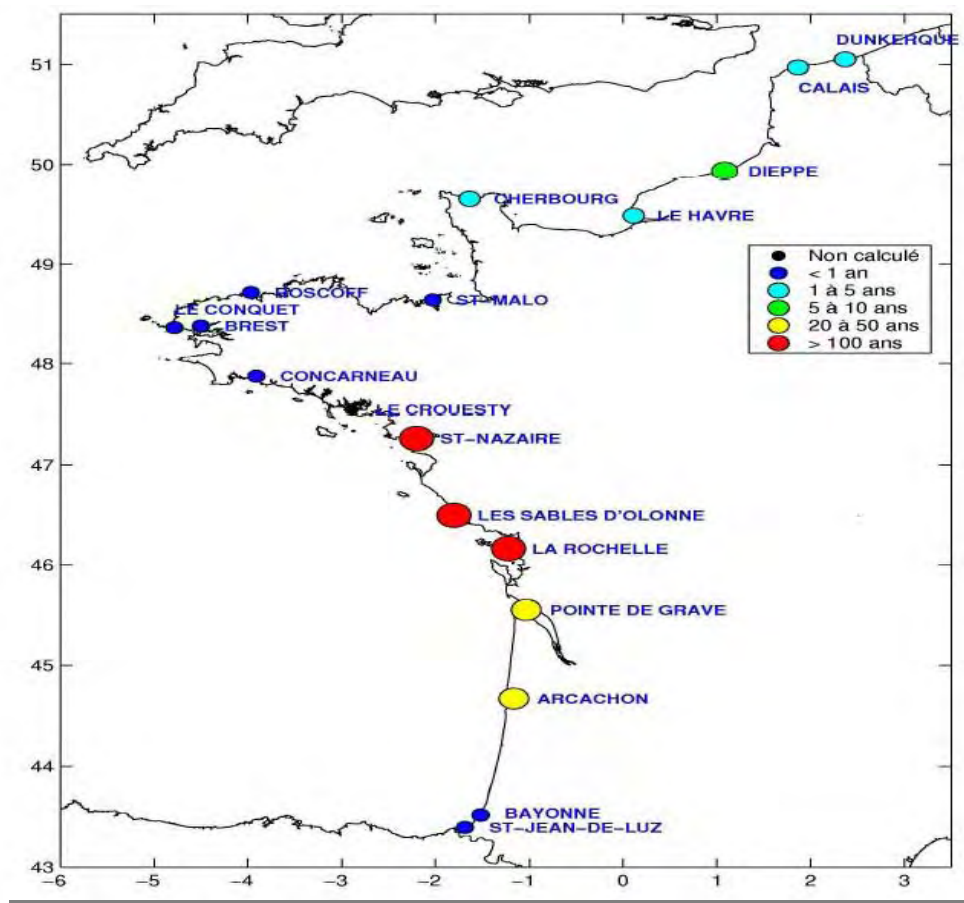 DUNKERQUE
51
CALAIS
50
DIEPPE
CHERBOURG
LE HAVRE
49
Non calculé
< 1 an
1 à 5 ans
5 à 10 ans
20 à 50 ans
> 100 ans
ROSCOFF
ST-MALO
LE CONQUET
BREST
48
CONCARNEAU
LE CROUESTY
ST-NAZAIRE
47
LES SABLES D'OLONNE
LA ROCHELLE
46
POINTE DE GRAVE
45
ARCACHON
44
BAYONNE
ST-JEAN-DE-LUZ
43
-6 -5 -4 -3 -2 -1 0 1 2 3